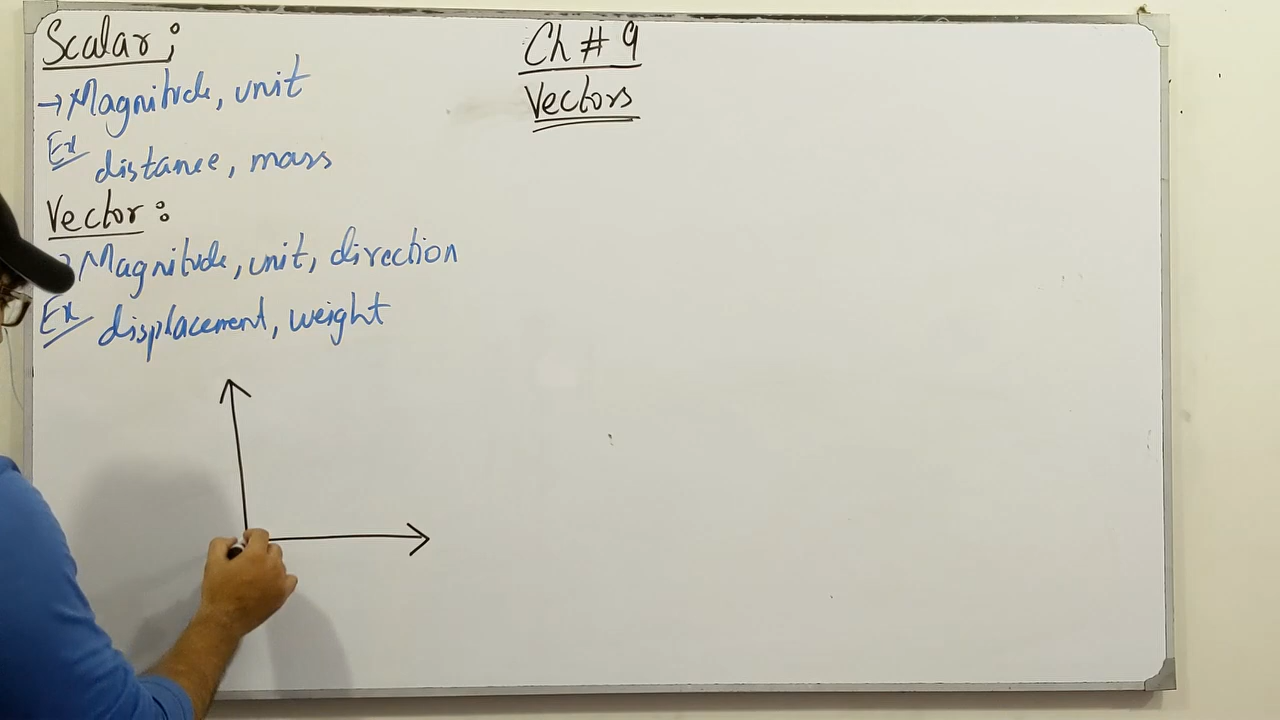 Ch # 9
Vectors
Scalar :
→ Magnitude, unit
Ex distance, mass
Vector :
→ Magnitude, unit, direction
Ex displacement, weight